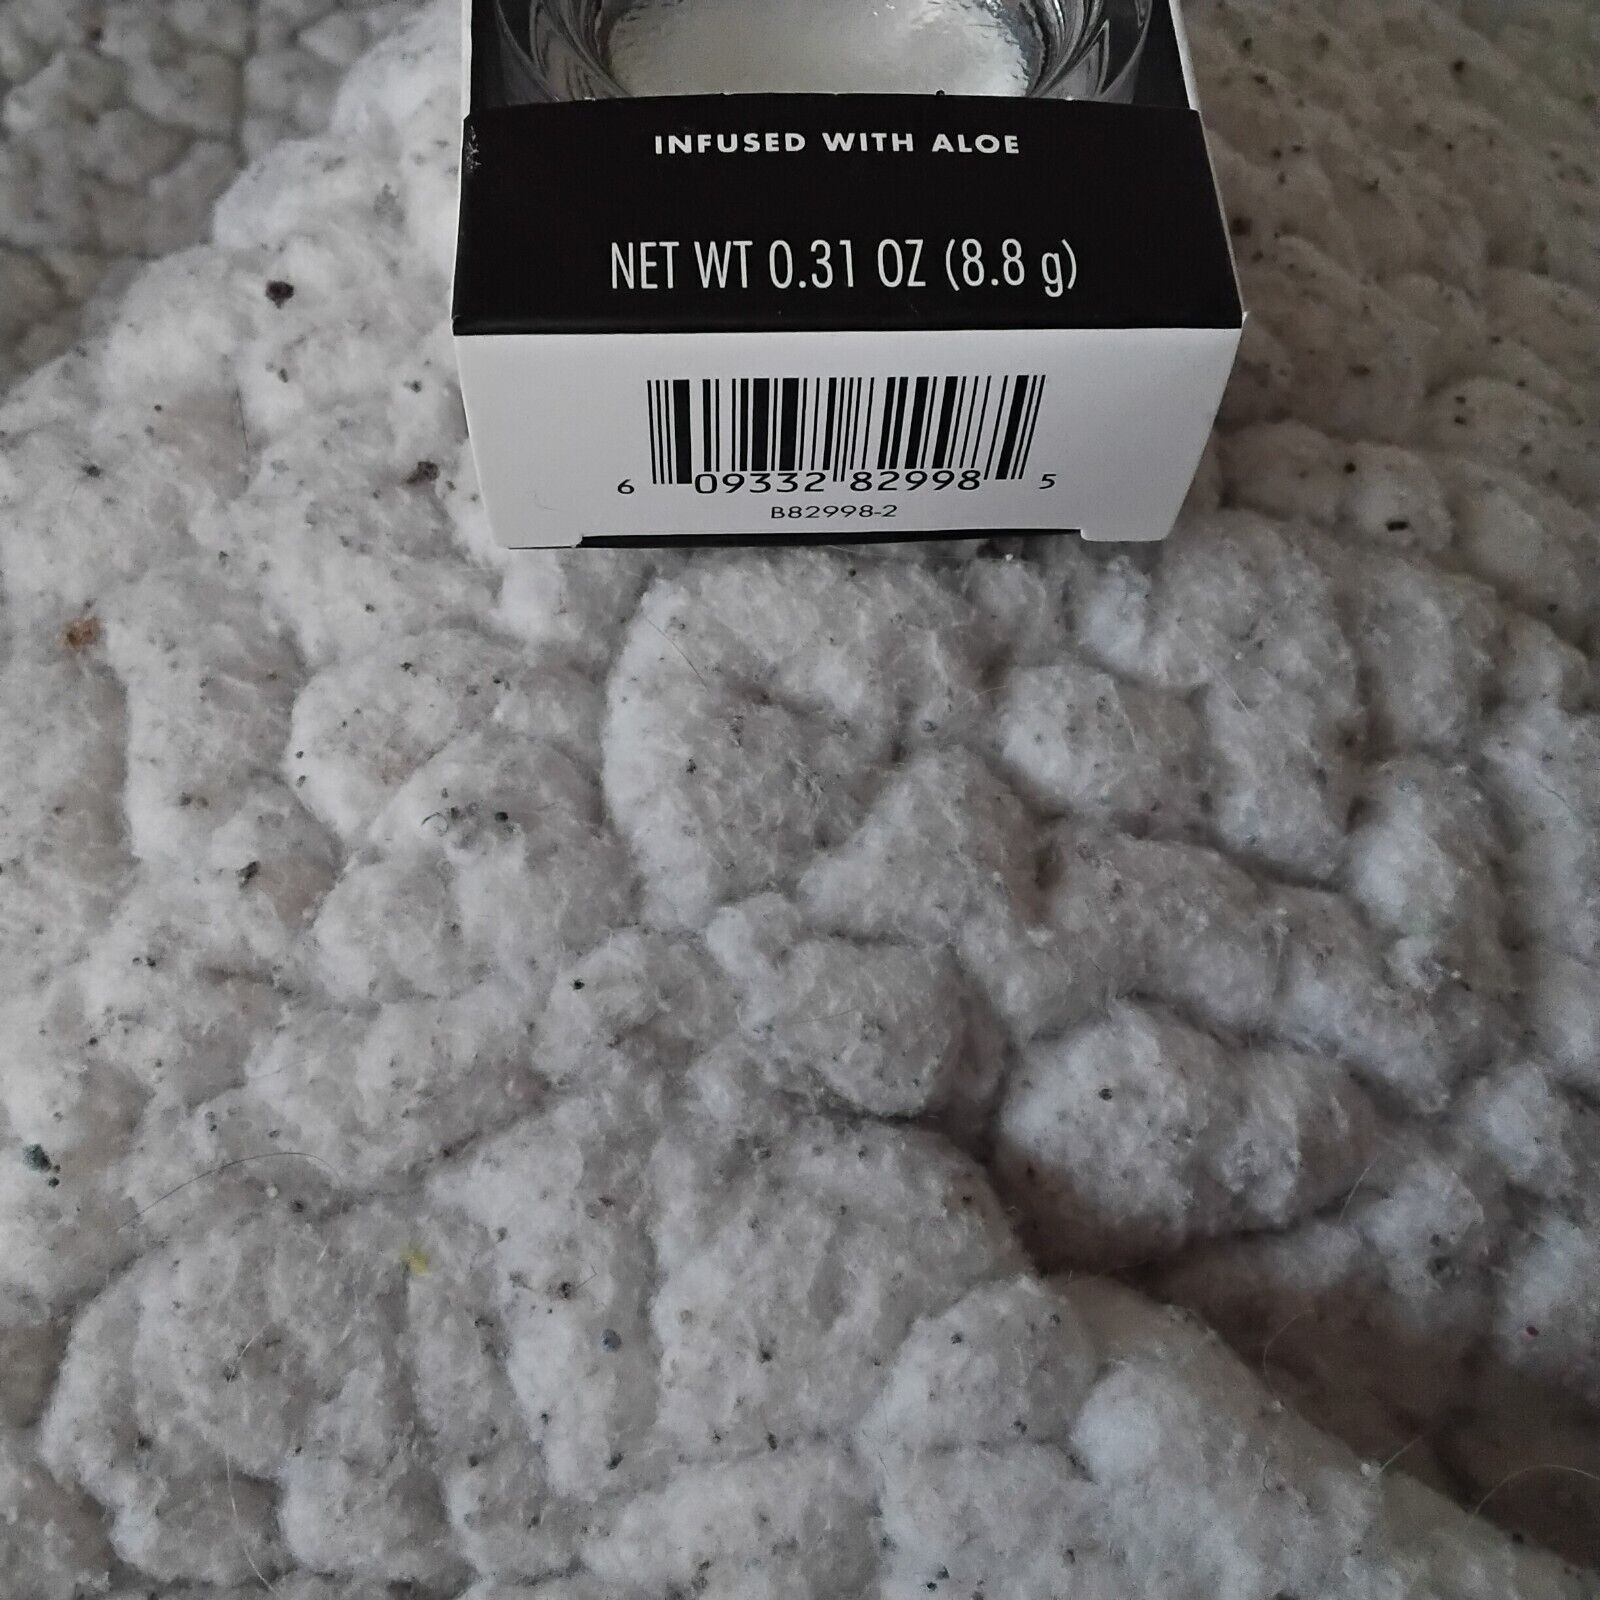 INFUSED WITH ALOE
NET WT 0.31 OZ (8.8 g)
6 09332 82998 5
B82998-2